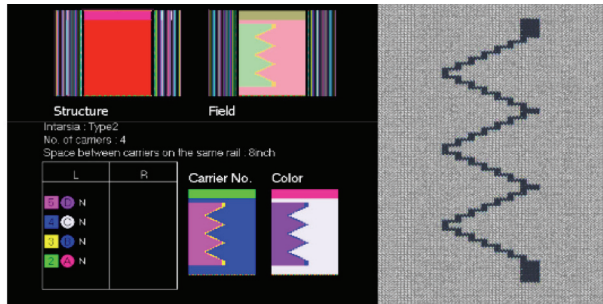 Structure Field
Intarsia : Type2
No. of carriers : 4
Space between carriers on the same rail : 8inch
L R Carrier No. Color
5 D N
4 C N
3 B N
2 A N